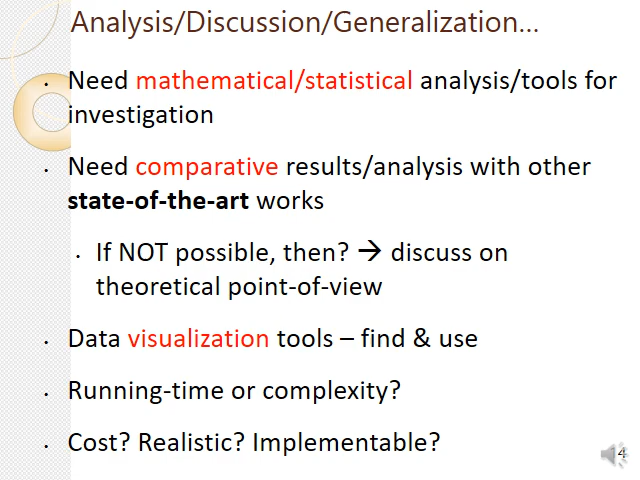 Analysis/Discussion/Generalization...
• Need mathematical/statistical analysis/tools for
investigation
• Need comparative results/analysis with other
state-of-the-art works
• If NOT possible, then? → discuss on
theoretical point-of-view
• Data visualization tools – find & use
• Running-time or complexity?
• Cost? Realistic? Implementable?
4